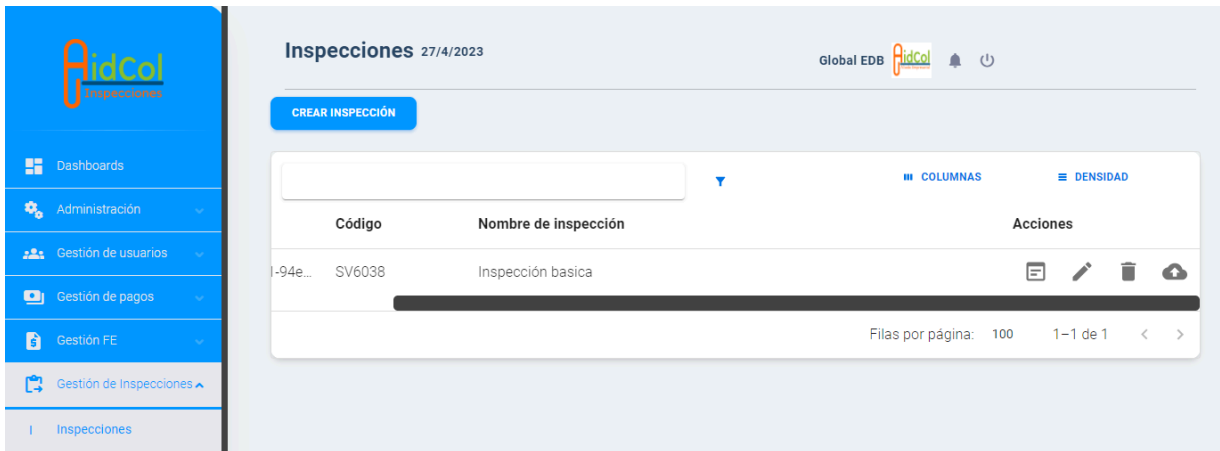 AidCol
Inspecciones
Dashboards
Administración
Gestión de usuarios
Gestión de pagos
Gestión FE
Gestión de Inspecciones
I Inspecciones
Inspecciones 27/4/2023
Global EDB AidCol
CREAR INSPECCIÓN
COLUMNAS DENSIDAD
Código Nombre de inspección Acciones
-94e... SV6038 Inspección basica
Filas por página: 100 1–1 de 1